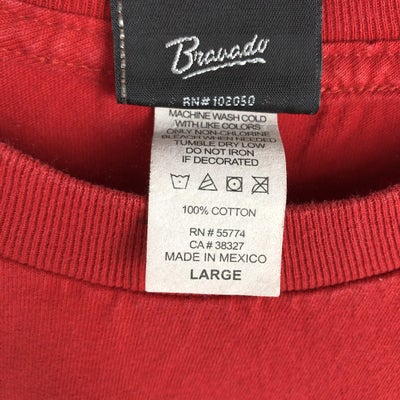 Bravado
RN# 102050
MACHINE WASH COLD
WITH LIKE COLORS
ONLY NON-CHLORINE
BLEACH WHEN NEEDED
TUMBLE DRY LOW
DO NOT IRON
IF DECORATED
100% COTTON
RN # 55774
CA # 38327
MADE IN MEXICO
LARGE